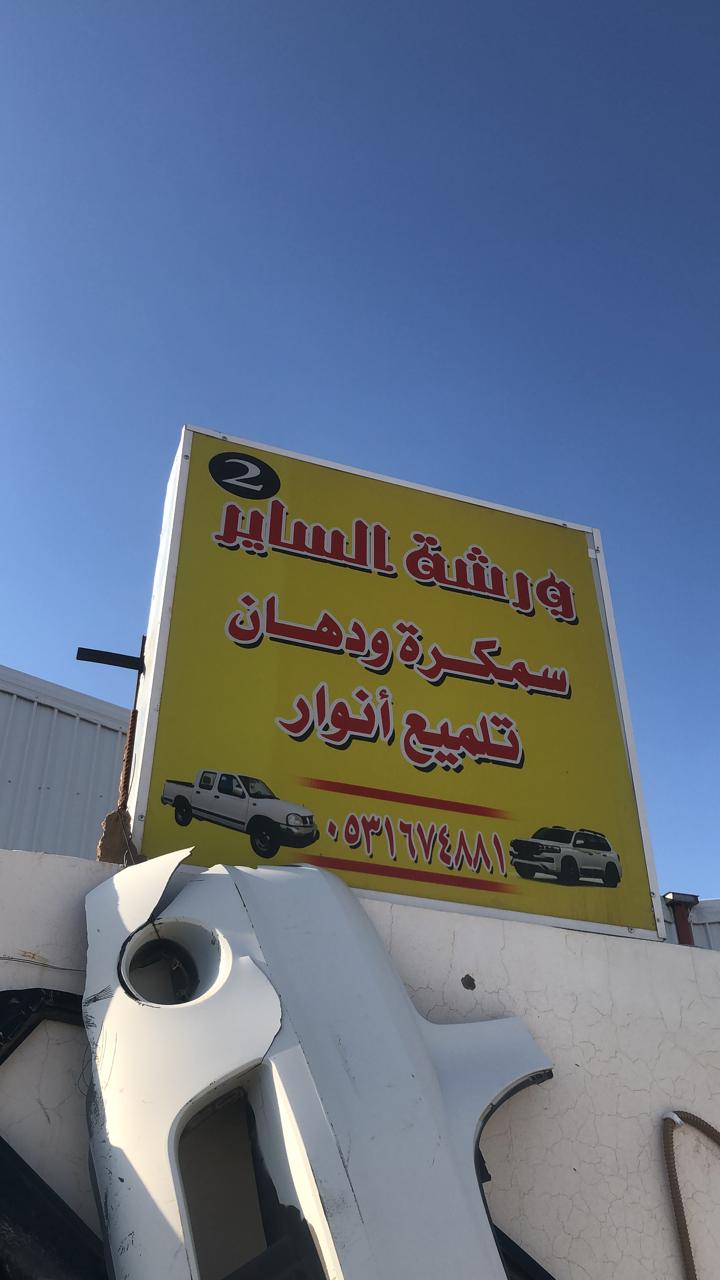 2
ورشة الساير
سمكرة ودهان
تلميع أنوار
٠٥٣١٦٧٤٨٨١